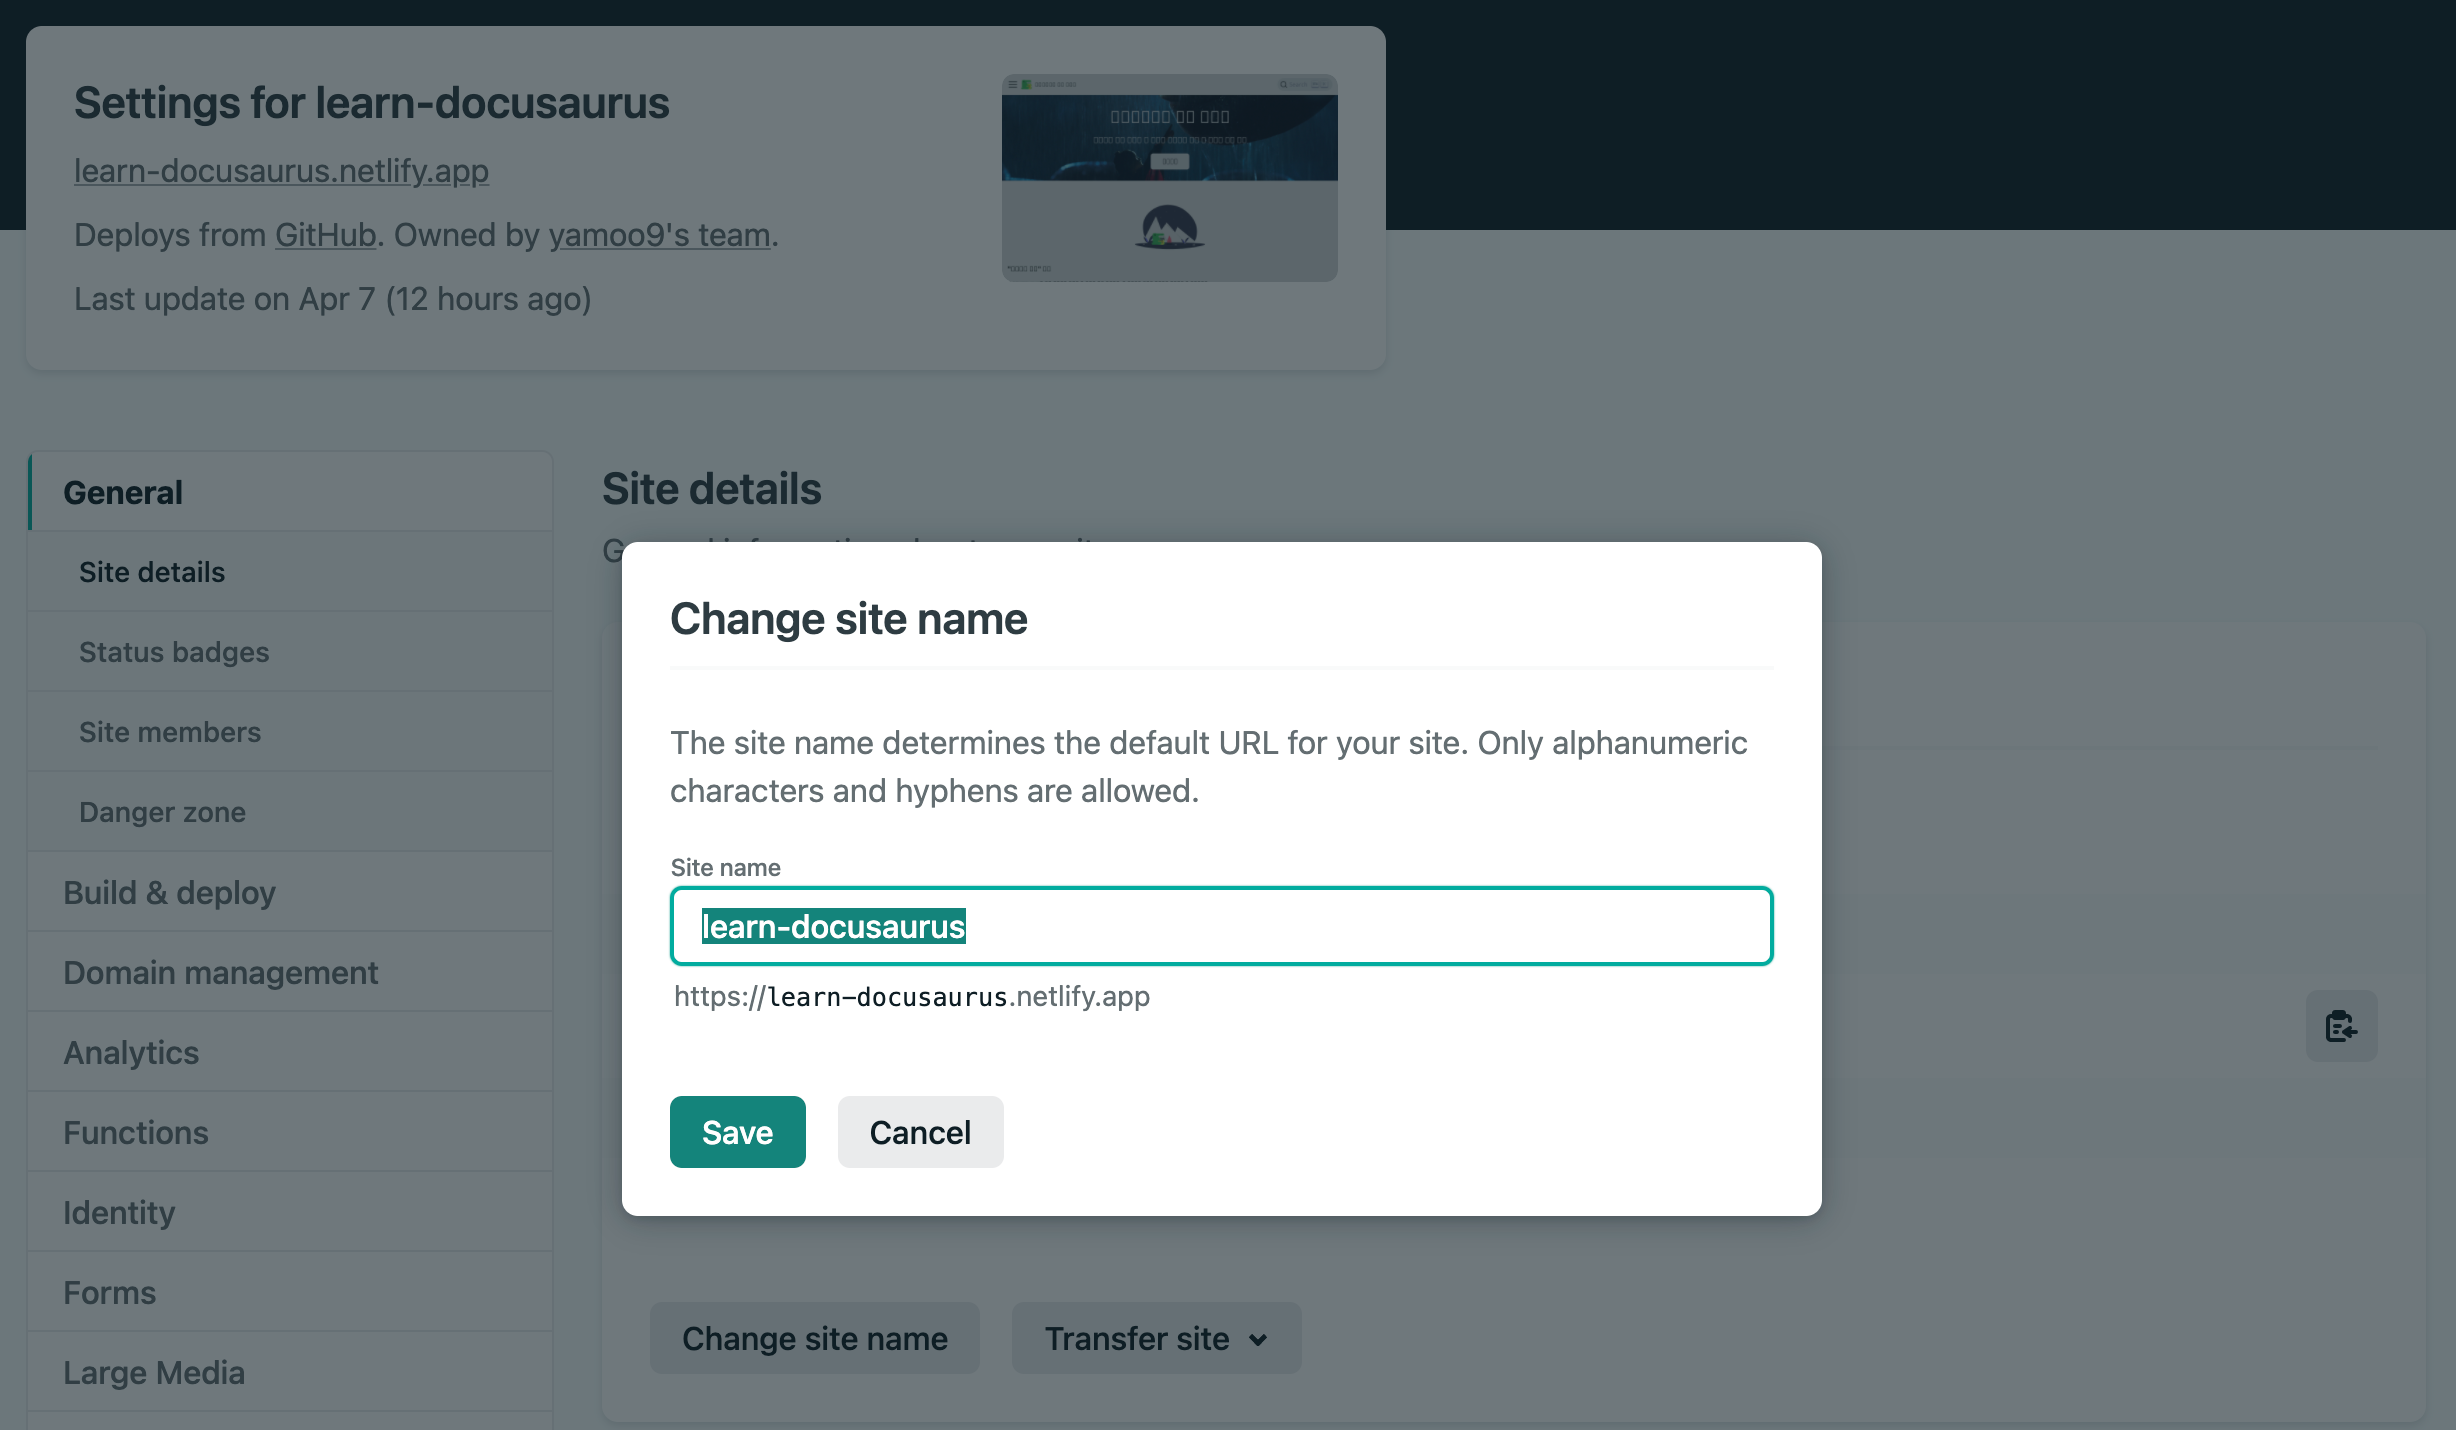 Settings for learn-docusaurus
learn-docusaurus.netlify.app
Deploys from GitHub. Owned by yamoo9's team.
Last update on Apr 7 (12 hours ago)
General
Site details
Status badges
Site members
Danger zone
Build & deploy
Domain management
Analytics
Functions
Identity
Forms
Large Media
Site details
Change site name
The site name determines the default URL for your site. Only alphanumeric
characters and hyphens are allowed.
Site name
learn-docusaurus
https://learn-docusaurus.netlify.app
Save
Cancel
Change site name
Transfer site